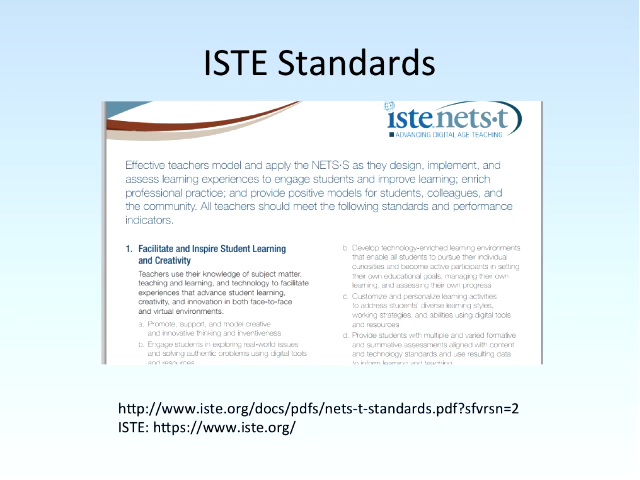 ISTE Standards
iste.nets•t
ADVANCING DIGITAL AGE TEACHING
Effective teachers model and apply the NETS•S as they design, implement, and
assess learning experiences to engage students and improve learning; enrich
professional practice; and provide positive models for students, colleagues, and
the community. All teachers should meet the following standards and performance
indicators.
1. Facilitate and Inspire Student Learning
and Creativity
Teachers use their knowledge of subject matter,
teaching and learning, and technology to facilitate
experiences that advance student learning,
creativity, and innovation in both face-to-face
and virtual environments.
a. Promote, support, and model creative
and innovative thinking and inventiveness
b. Engage students in exploring real-world issues
and solving authentic problems using digital tools
and resources
b. Develop technology-enriched learning environments
that enable all students to pursue their individual
curiosities and become active participants in setting
their own educational goals, managing their own
learning, and assessing their own progress
c. Customize and personalize learning activities
to address students' diverse learning styles,
working strategies, and abilities using digital tools
and resources
d. Provide students with multiple and varied formative
and summative assessments aligned with content
and technology standards and use resulting data
to inform learning and teaching
http://www.iste.org/docs/pdfs/nets-t-standards.pdf?sfvrsn=2
ISTE: https://www.iste.org/